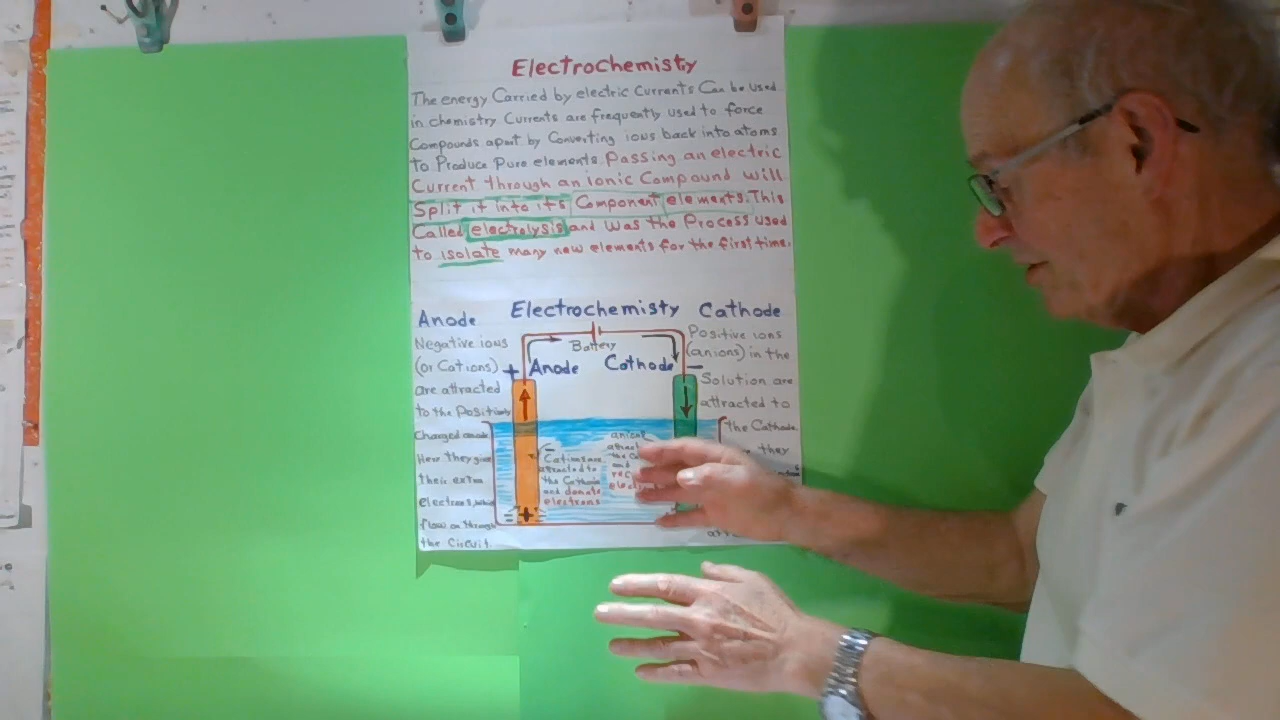 Electrochemisty
The energy Carried by electric Currents Can be used
in chemistry Currents are frequently used to force
Compounds apart by Converting ions back into atoms
to Produce Pure elements. Passing an electric
Current through an ionic Compound will
Split it into its Component elements. This
Called electrolysis and was the Process used
to isolate many new elements for the first time.
Electrochemisty
Anode
Negative ions
(or Cations)
are attracted
to the Positively
Charged anode
Here they give
their extra
electrons, which
flow on through
the Circuit.
Battery
+ Anode
Cathode -
-
Cations are
attracted to
the Cathode
and donate
electrons
+
anions
and
Cathode
Positive ions
(anions) in the
Solution are
attracted to
the Cathode.
they